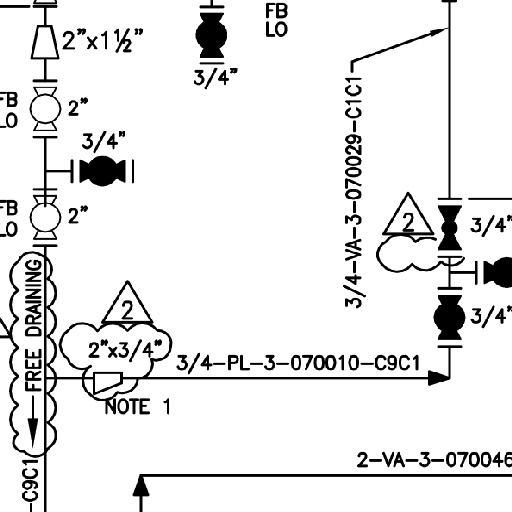 FB
LO
2"x1½"
3/4"
FB
LO
2"
3/4"
3/4-VA-3-070029-C1C1
FB
LO
2"
2
3/4"
FREE DRAINING
2
2"x3/4"
3/4"
3/4-PL-3-070010-C9C1
NOTE 1
2-VA-3-070046
-C9C1